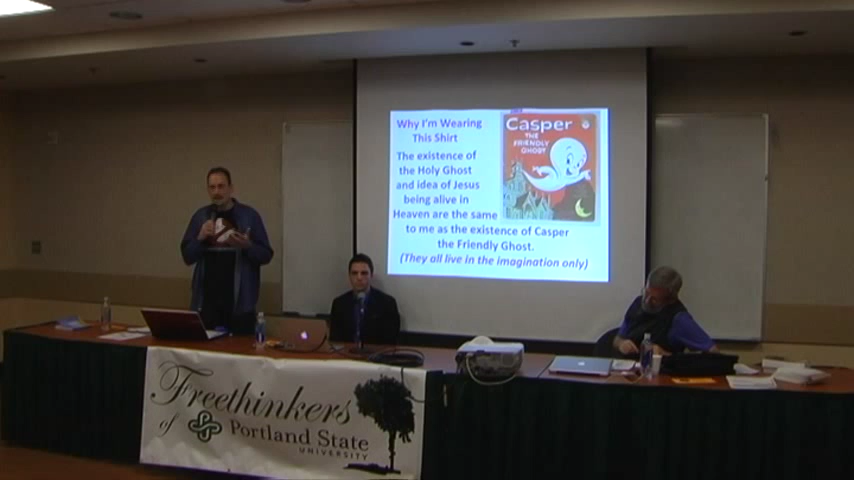 Why I'm Wearing
This Shirt
The existence of
the Holy Ghost
and idea of Jesus
being alive in
Heaven are the same
to me as the existence of Casper
the Friendly Ghost.
(They all live in the imagination only)
Casper
THE
FRIENDLY
GHOST
Freethinkers
of Portland State
UNIVERSITY